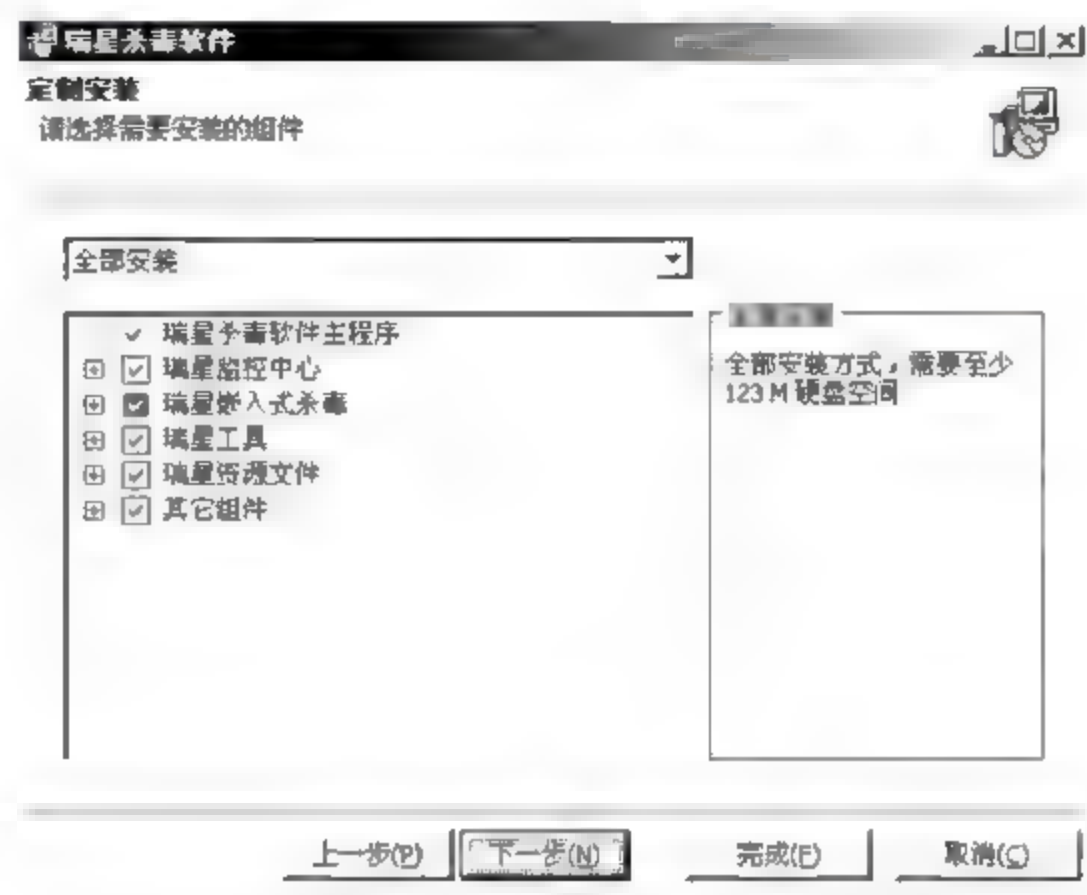 瑞星杀毒软件
定制安装
请选择需要安装的组件
全部安装
瑞星杀毒软件主程序
瑞星监控中心
瑞星嵌入式杀毒
瑞星工具
瑞星资源文件
其它组件
全部安装方式，需要至少
123 M 硬盘空间
上一步(P)
下一步(N)
完成(F)
取消(C)